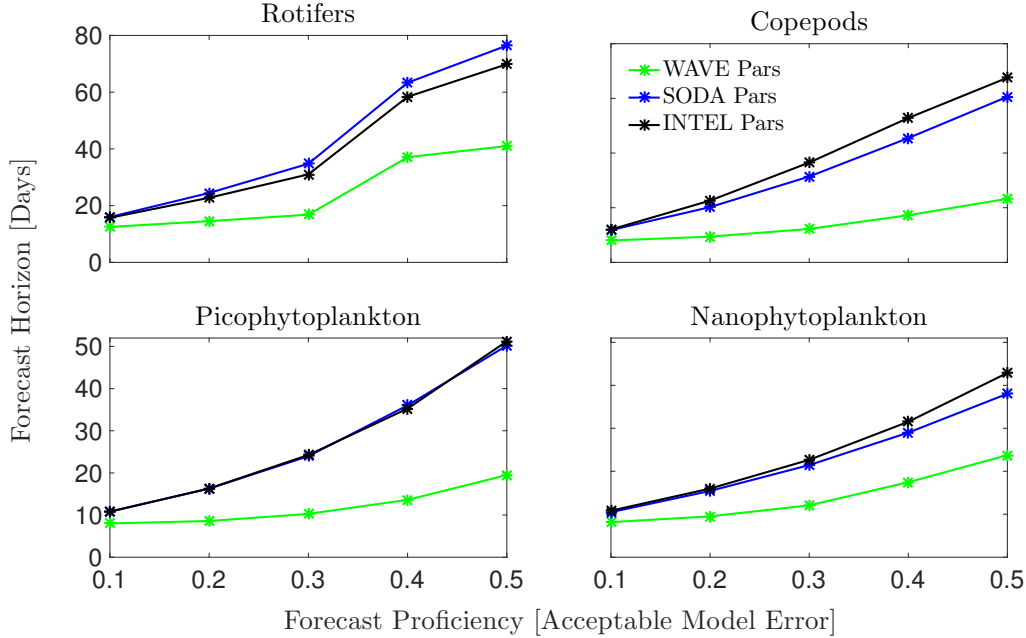 Rotifers
Copepods
80
60
40
20
0
WAVE Pars
SODA Pars
INTEL Pars
Forecast Horizon [Days]
Picophytoplankton
Nanophytoplankton
50
40
30
20
10
0
0.1 0.2 0.3 0.4 0.5
0.1 0.2 0.3 0.4 0.5
Forecast Proficiency [Acceptable Model Error]